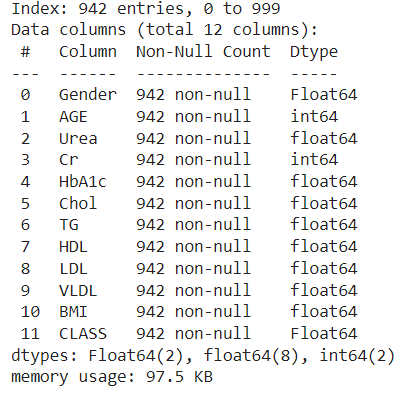 Index: 942 entries, 0 to 999
Data columns (total 12 columns):
 #   Column  Non-Null Count  Dtype
---  ------  --------------  -----
 0   Gender  942 non-null    Float64
 1   AGE     942 non-null    int64
 2   Urea    942 non-null    float64
 3   Cr      942 non-null    int64
 4   HbA1c   942 non-null    float64
 5   Chol    942 non-null    float64
 6   TG      942 non-null    float64
 7   HDL     942 non-null    float64
 8   LDL     942 non-null    float64
 9   VLDL    942 non-null    float64
 10  BMI     942 non-null    float64
 11  CLASS   942 non-null    Float64
dtypes: Float64(2), float64(8), int64(2)
memory usage: 97.5 KB